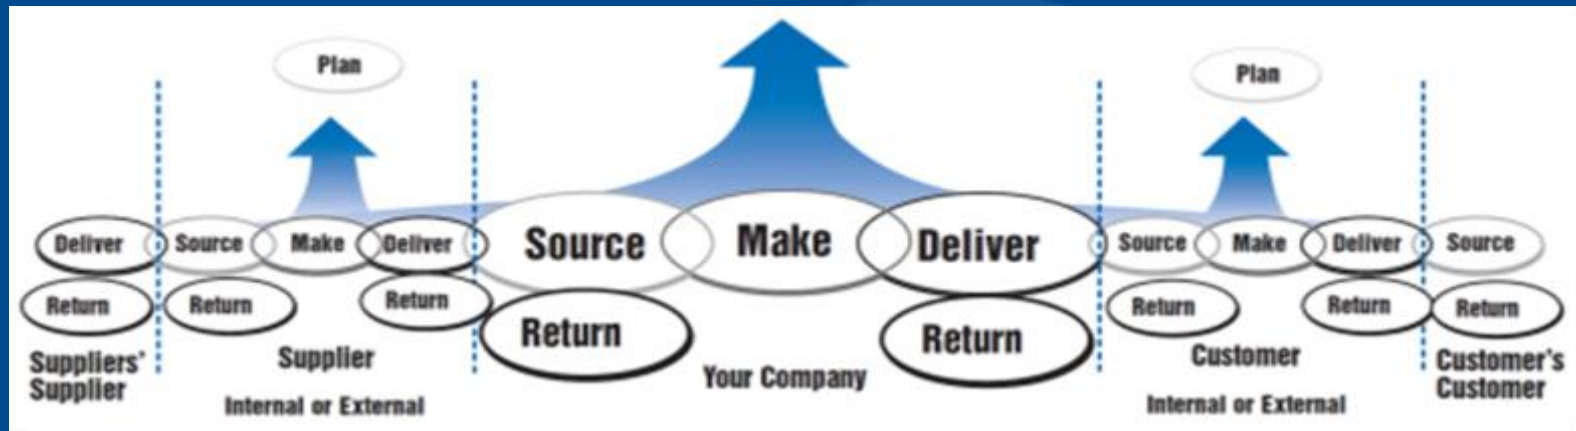 Plan
Plan
Deliver
Source
Make
Deliver
Source
Make
Deliver
Source
Make
Deliver
Source
Return
Return
Return
Return
Return
Return
Return
Return
Suppliers'
Supplier
Supplier
Internal or External
Your Company
Customer
Internal or External
Customer's
Customer